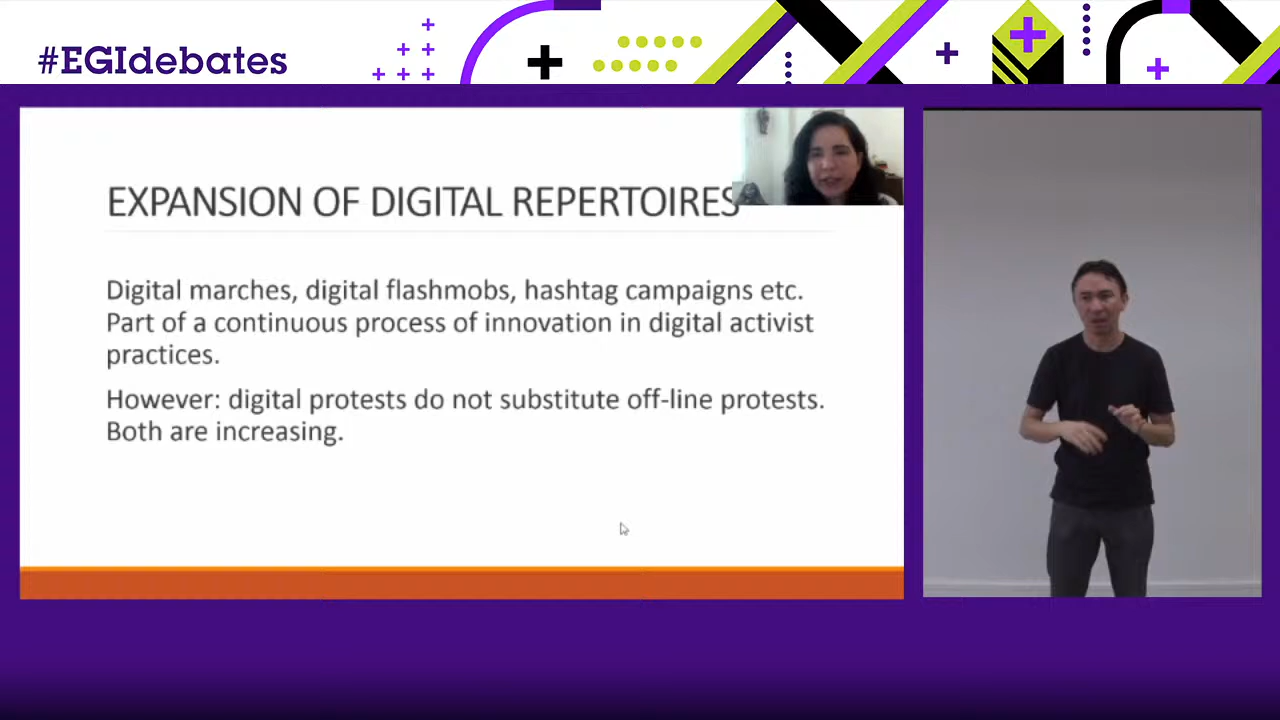 #EGIdebates
EXPANSION OF DIGITAL REPERTOIRES
Digital marches, digital flashmobs, hashtag campaigns etc.
Part of a continuous process of innovation in digital activist
practices.
However: digital protests do not substitute off-line protests.
Both are increasing.